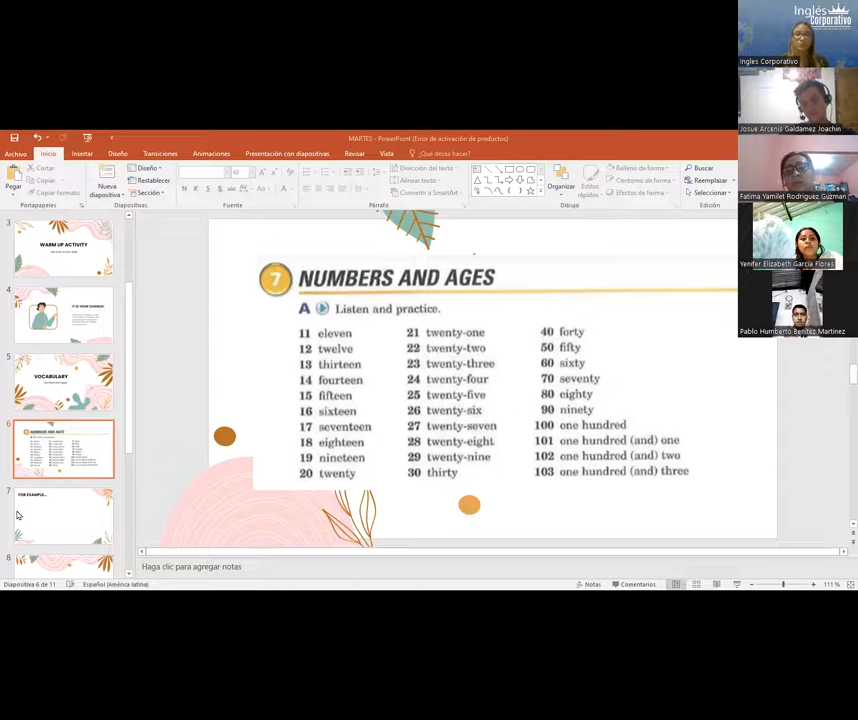 Inglés
Corporativo
Ingles Corporativo
Josue Arcenis Galdamez Joachin
Fatima Yamilet Rodriguez Guzman
Yenifer Elizabeth Garcia Flores
Pablo Humberto Benitez Martinez
MARTES - PowerPoint (Error de activación de productos)
Archivo Inicio Insertar Diseño Transiciones Animaciones Presentación con diapositivas Revisar Vista ¿Qué desea hacer?
Pegar
Cortar
Copiar
Copiar formato
Portapapeles
Nueva
diapositiva
Diseño
Restablecer
Sección
Diapositivas
48
N K S abc AV Aa A
Fuente
Dirección del texto
Alinear texto
Convertir a SmartArt
Párrafo
Organizar
Estilos
rápidos
Relleno de forma
Contorno de forma
Efectos de forma
Dibujo
Buscar
Reemplazar
Seleccionar
Edición
3
WARM UP ACTIVITY
4
IT IS YOUR CHANCE!
5
VOCABULARY
6
NUMBERS AND AGES
7
FOR EXAMPLE...
8
7 NUMBERS AND AGES
A Listen and practice.
11 eleven
12 twelve
13 thirteen
14 fourteen
15 fifteen
16 sixteen
17 seventeen
18 eighteen
19 nineteen
20 twenty
21 twenty-one
22 twenty-two
23 twenty-three
24 twenty-four
25 twenty-five
26 twenty-six
27 twenty-seven
28 twenty-eight
29 twenty-nine
30 thirty
40 forty
50 fifty
60 sixty
70 seventy
80 eighty
90 ninety
100 one hundred
101 one hundred (and) one
102 one hundred (and) two
103 one hundred (and) three
Haga clic para agregar notas
Diapositiva 6 de 11 Español (América latina) Notas Comentarios 111 %